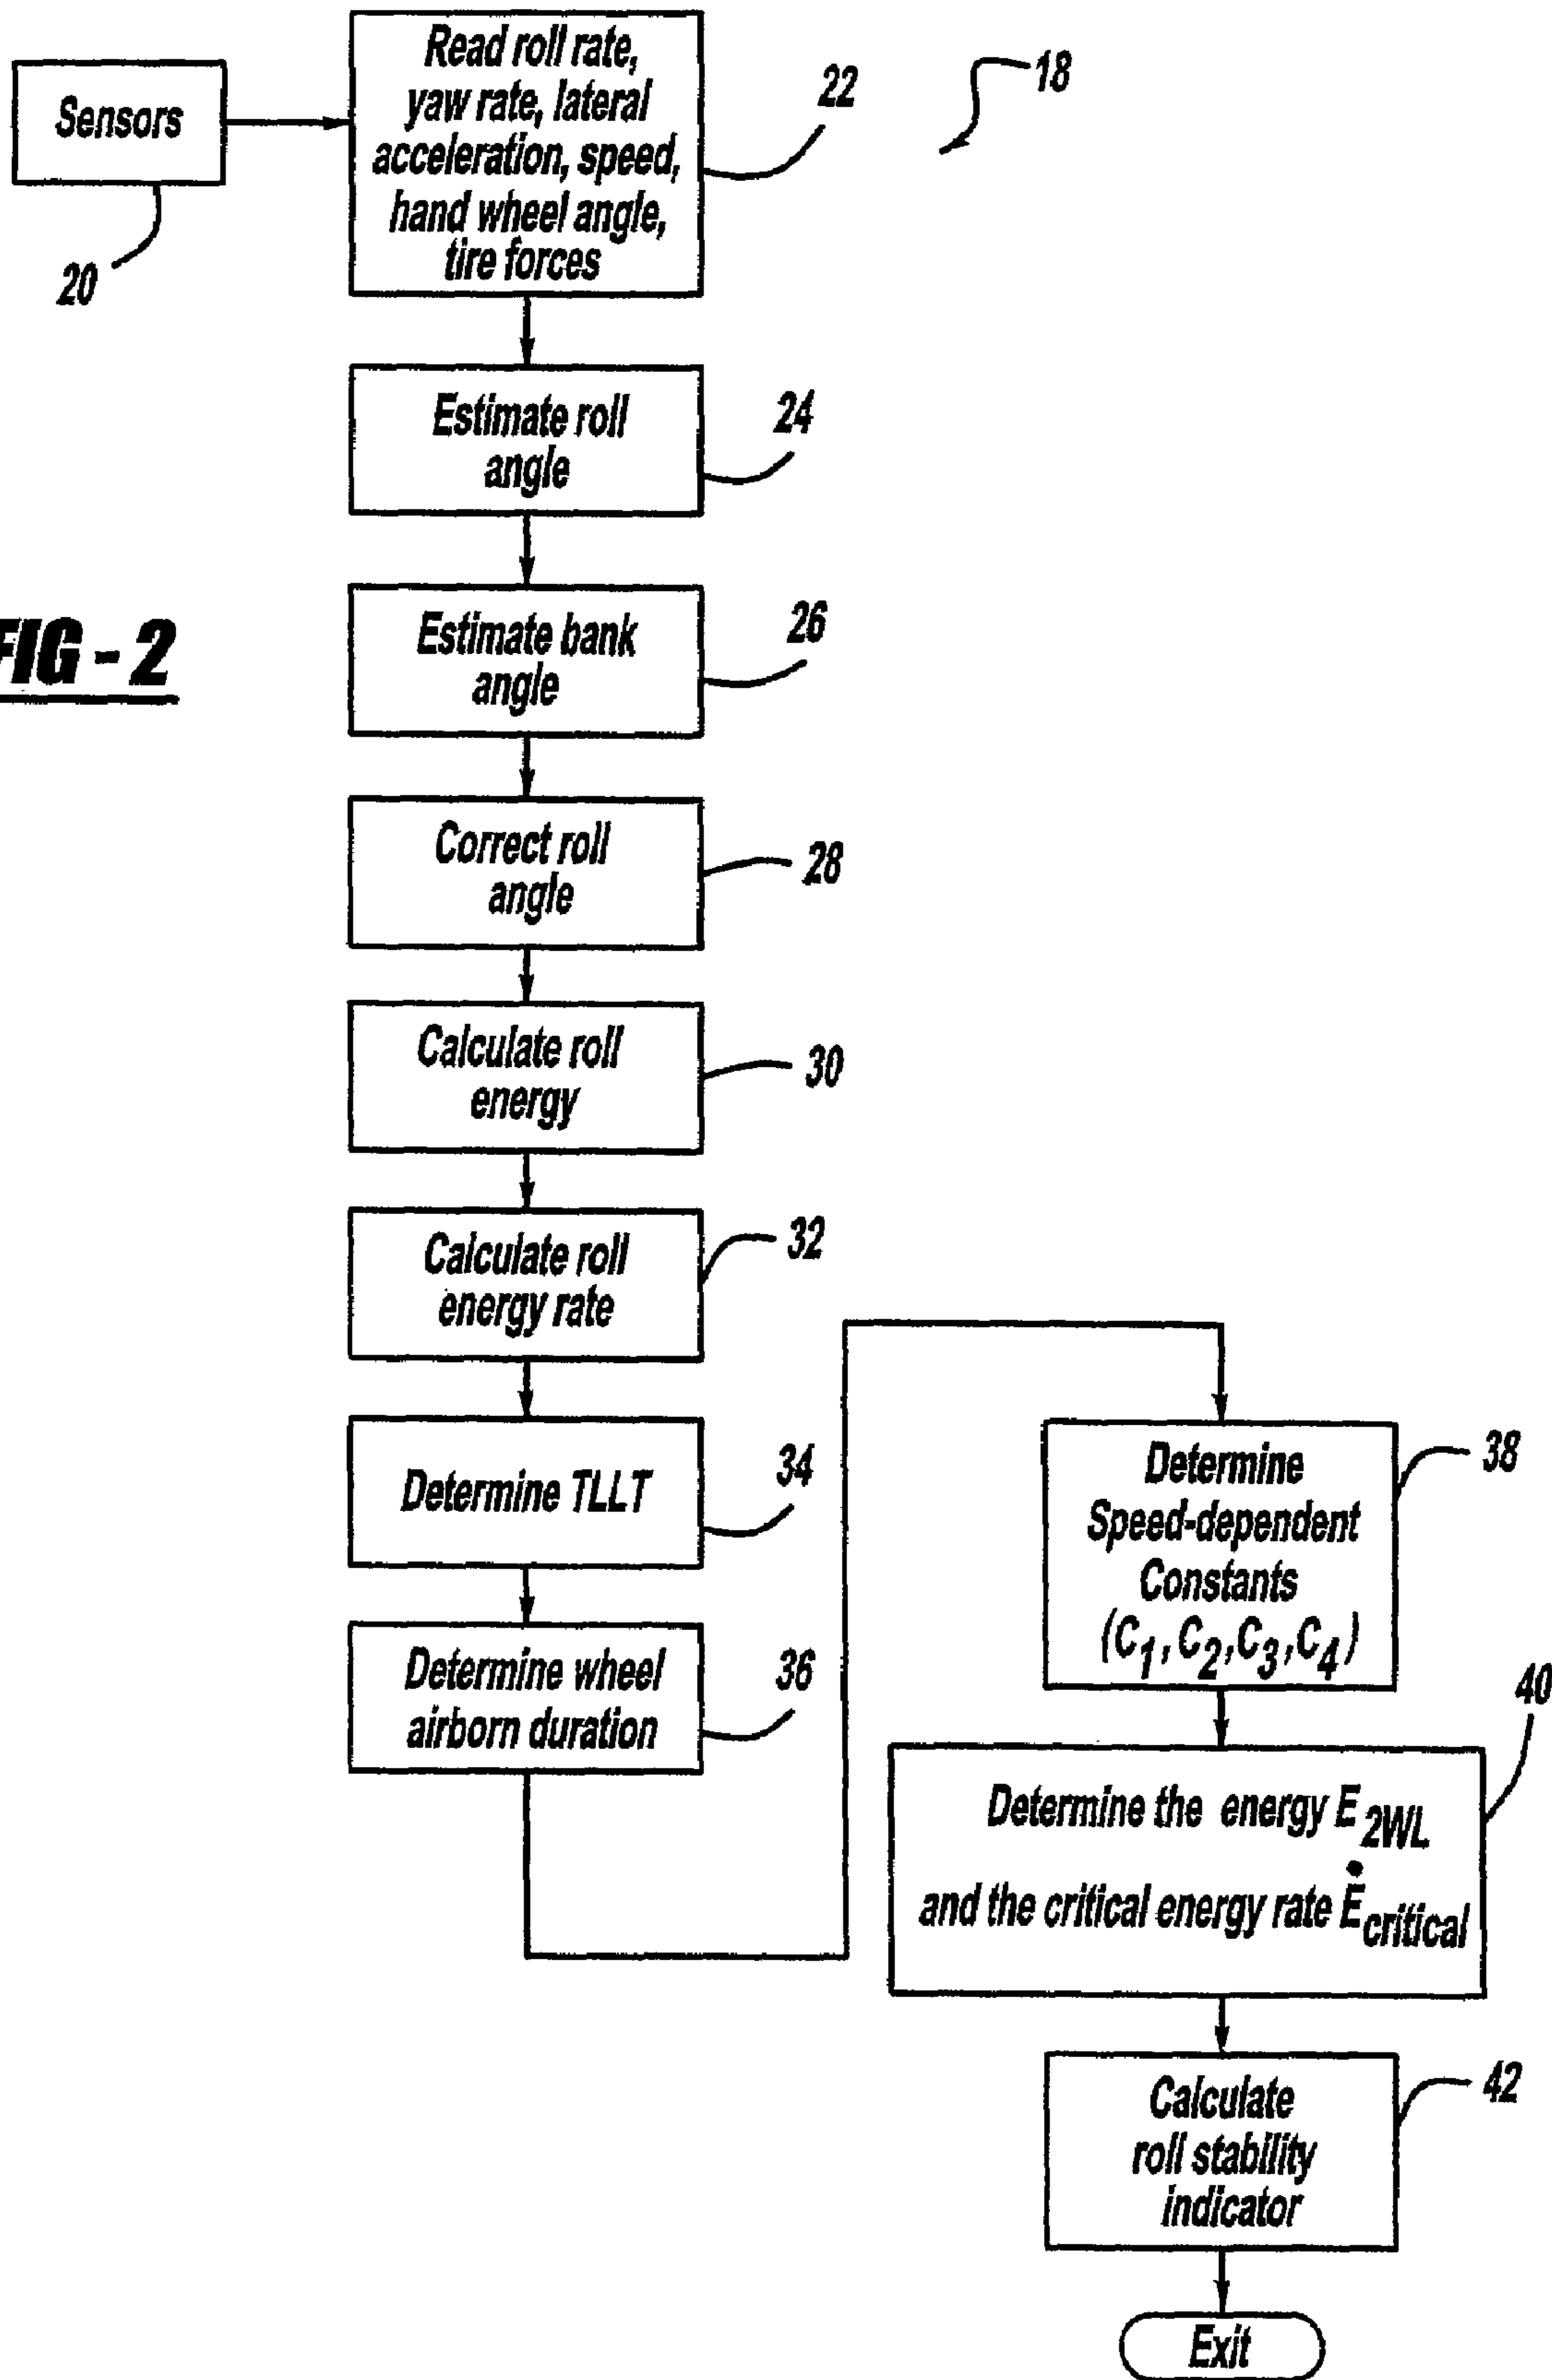 Sensors
20
Read roll rate,
yaw rate, lateral
acceleration, speed,
hand wheel angle,
tire forces
22
18
Estimate roll
angle
24
FIG - 2
Estimate bank
angle
26
Correct roll
angle
28
Calculate roll
energy
30
Calculate roll
energy rate
32
Determine TLLT
34
Determine wheel
airborn duration
36
Determine
Speed-dependent
Constants
(C1, C2, C3, C4)
38
Determine the energy E2WL
and the critical energy rate Ėcritical
40
Calculate
roll stability
indicator
42
Exit